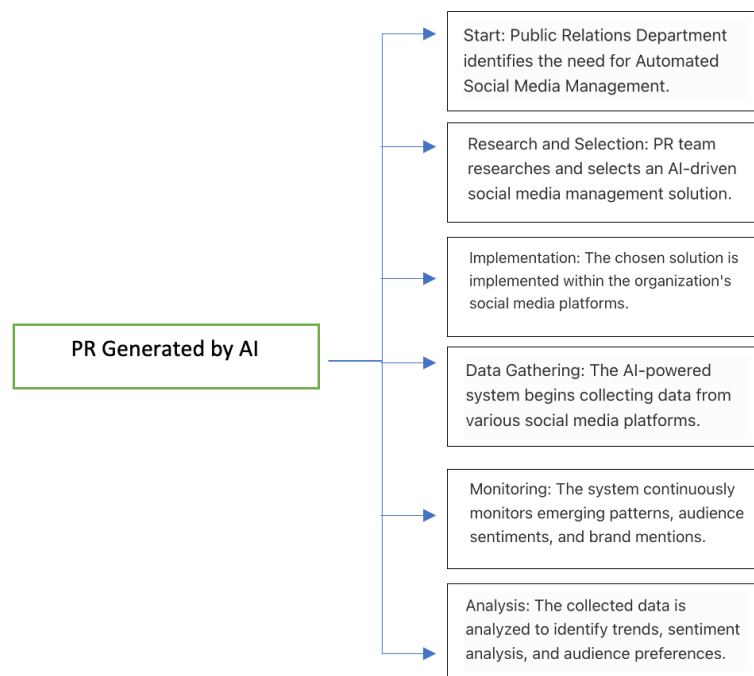 Start: Public Relations Department
identifies the need for Automated
Social Media Management.
Research and Selection: PR team
researches and selects an AI-driven
social media management solution.
Implementation: The chosen solution is
implemented within the organization's
social media platforms.
PR Generated by AI
Data Gathering: The AI-powered
system begins collecting data from
various social media platforms.
Monitoring: The system continuously
monitors emerging patterns, audience
sentiments, and brand mentions.
Analysis: The collected data is
analyzed to identify trends, sentiment
analysis, and audience preferences.